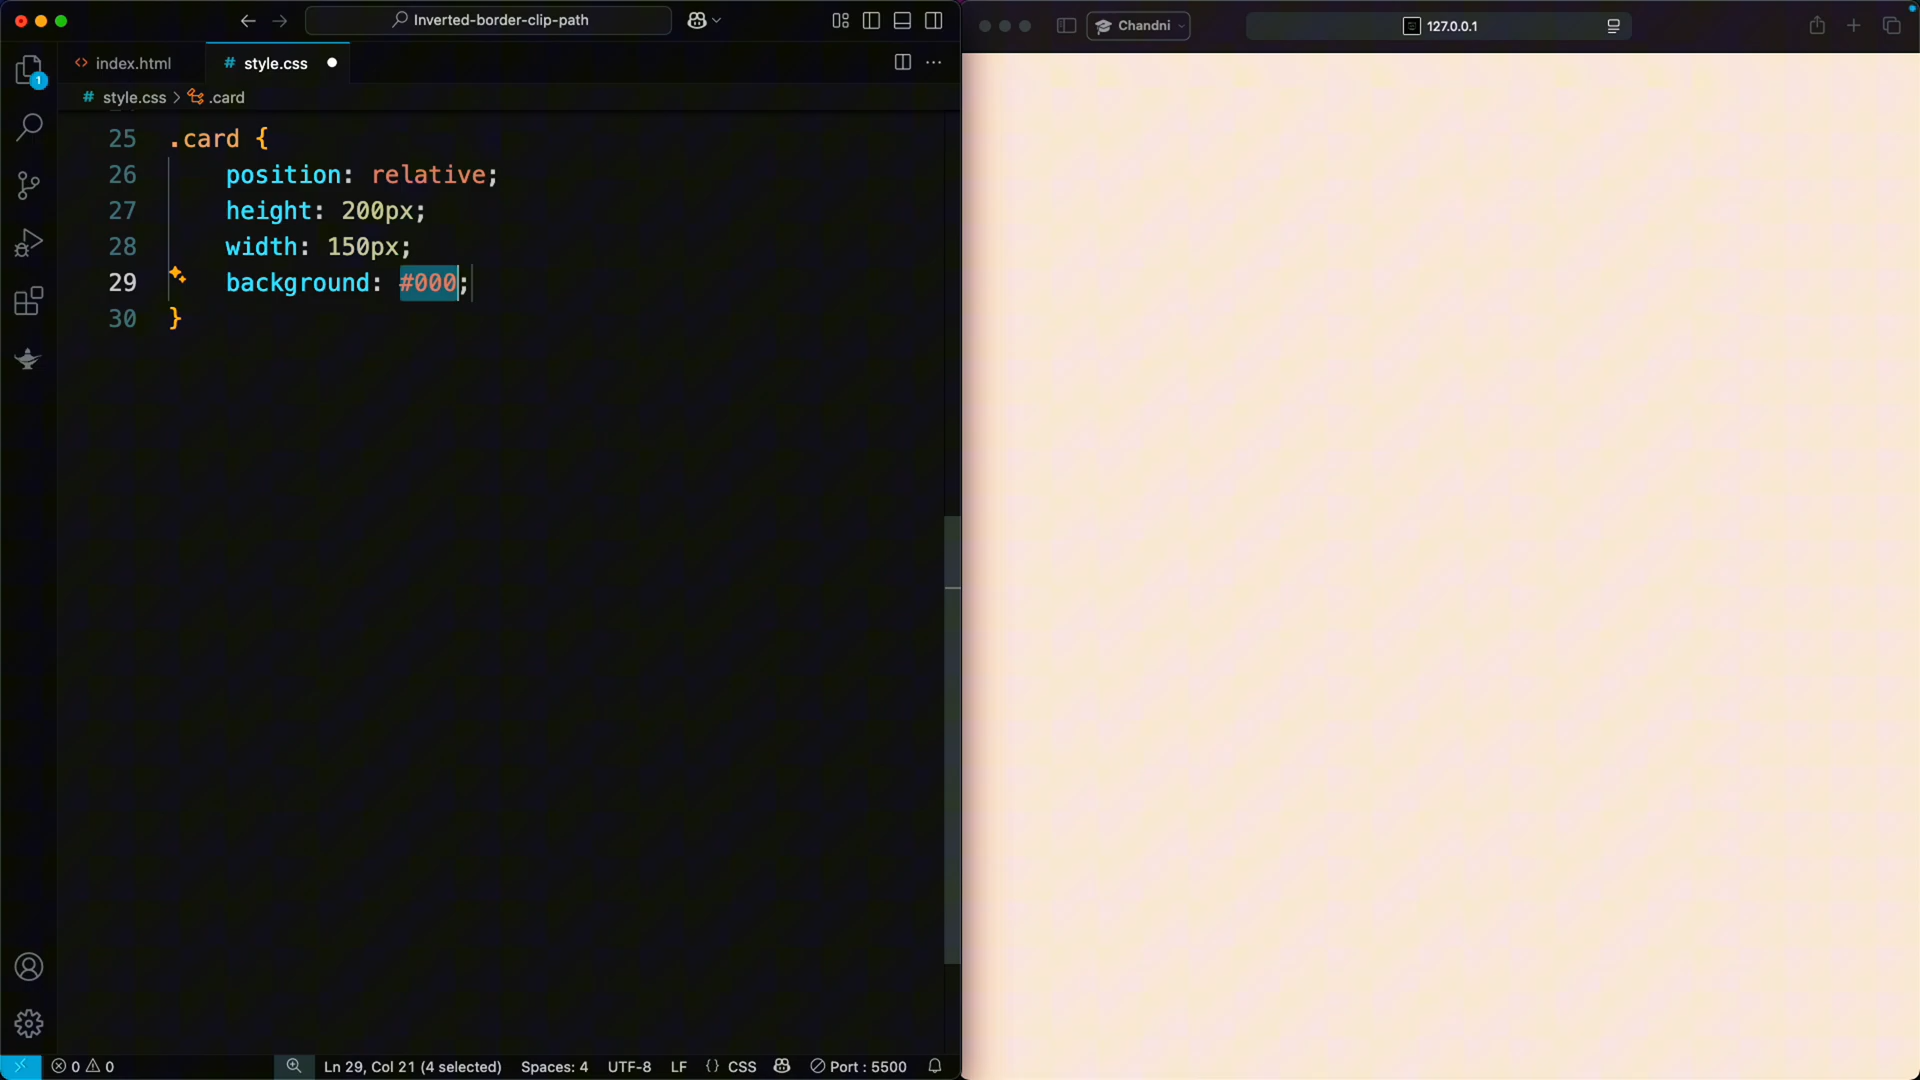 Inverted-border-clip-path
Chandni
127.0.0.1
<> index.html
# style.css
1
# style.css > .card
25 .card {
26 position: relative;
27 height: 200px;
28 width: 150px;
29 background: #000;
30 }
0 0
Ln 29, Col 21 (4 selected) Spaces: 4 UTF-8 LF {} CSS Port : 5500